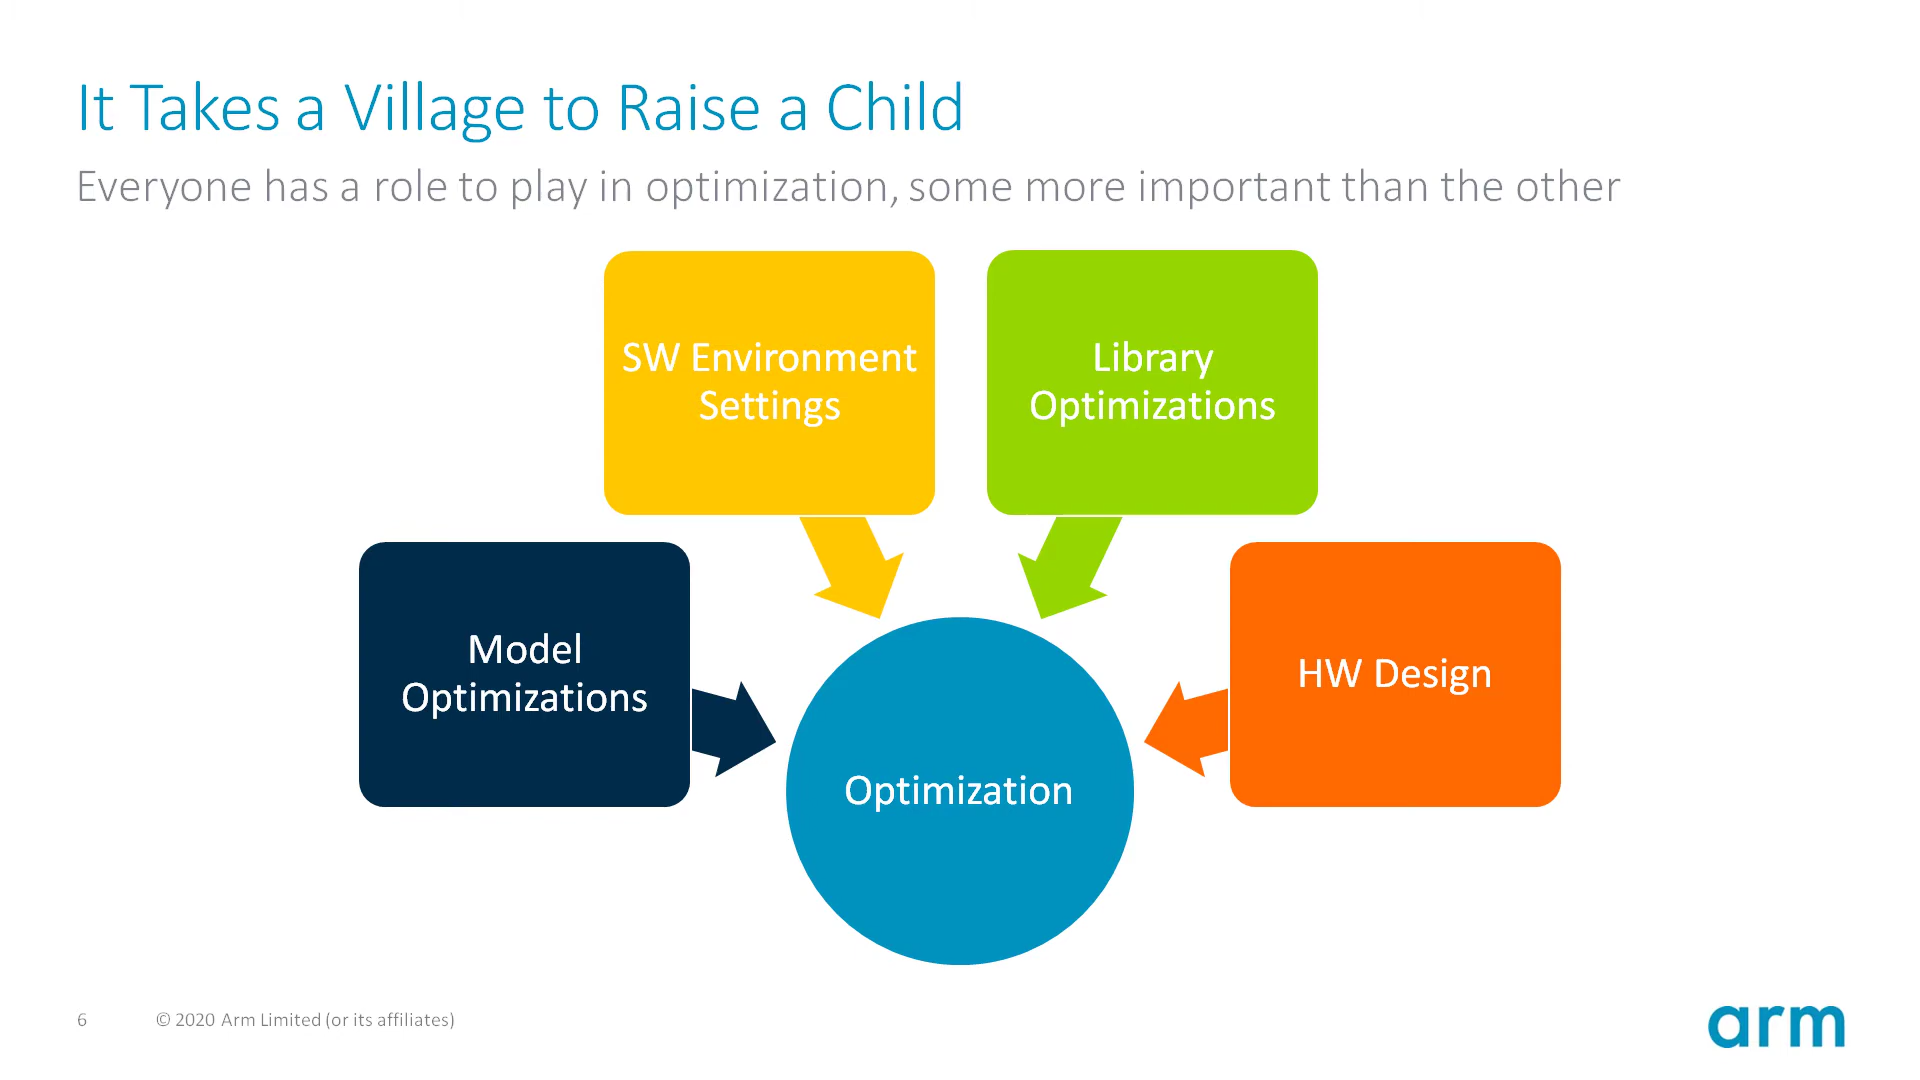 It Takes a Village to Raise a Child
Everyone has a role to play in optimization, some more important than the other
SW Environment
Settings
Library
Optimizations
Model
Optimizations
HW Design
Optimization
6
© 2020 Arm Limited (or its affiliates)
arm